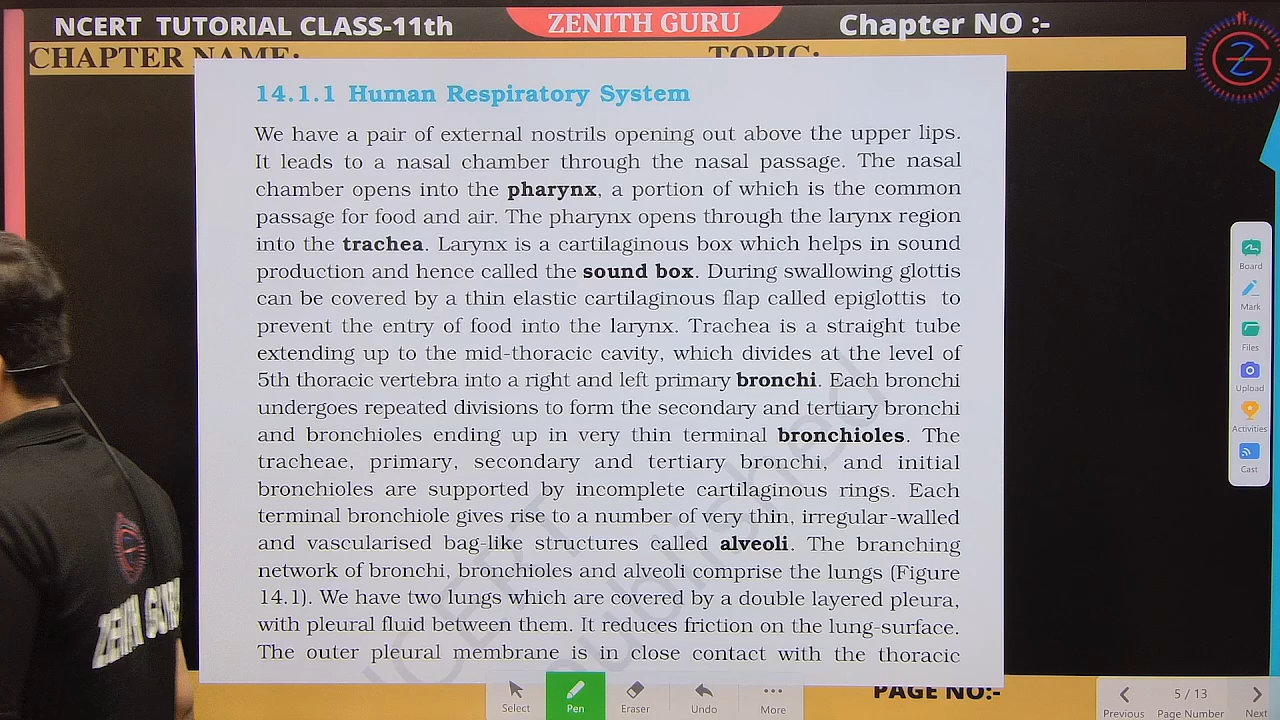 NCERT TUTORIAL CLASS-11th
ZENITH GURU
Chapter NO :-
CHAPTER NAME:
TOPIC:
14.1.1 Human Respiratory System
We have a pair of external nostrils opening out above the upper lips.
It leads to a nasal chamber through the nasal passage. The nasal
chamber opens into the pharynx, a portion of which is the common
passage for food and air. The pharynx opens through the larynx region
into the trachea. Larynx is a cartilaginous box which helps in sound
production and hence called the sound box. During swallowing glottis
can be covered by a thin elastic cartilaginous flap called epiglottis to
prevent the entry of food into the larynx. Trachea is a straight tube
extending up to the mid-thoracic cavity, which divides at the level of
5th thoracic vertebra into a right and left primary bronchi. Each bronchi
undergoes repeated divisions to form the secondary and tertiary bronchi
and bronchioles ending up in very thin terminal bronchioles. The
tracheae, primary, secondary and tertiary bronchi, and initial
bronchioles are supported by incomplete cartilaginous rings. Each
terminal bronchiole gives rise to a number of very thin, irregular-walled
and vascularised bag-like structures called alveoli. The branching
network of bronchi, bronchioles and alveoli comprise the lungs (Figure
14.1). We have two lungs which are covered by a double layered pleura,
with pleural fluid between them. It reduces friction on the lung-surface.
The outer pleural membrane is in close contact with the thoracic
Board
Mark
Files
Upload
Activities
Cast
Select
Pen
Eraser
Undo
More
PAGE NO:-
Previous
5 / 13
Page Number
Next